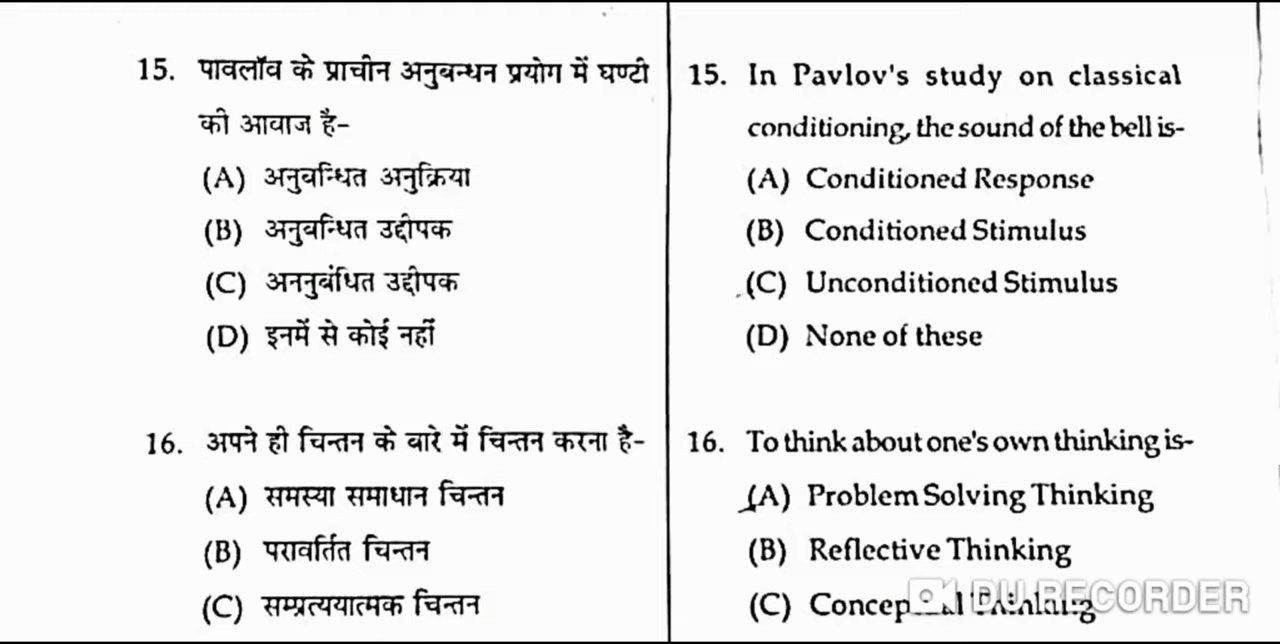 15. पावलॉव के प्राचीन अनुबन्धन प्रयोग में घण्टी
की आवाज है-
(A) अनुबन्धित अनुक्रिया
(B) अनुबन्धित उद्दीपक
(C) अननुबंधित उद्दीपक
(D) इनमें से कोई नहीं
16. अपने ही चिन्तन के बारे में चिन्तन करना है-
(A) समस्या समाधान चिन्तन
(B) परावर्तित चिन्तन
(C) सम्प्रत्ययात्मक चिन्तन
15. In Pavlov's study on classical
conditioning, the sound of the bell is-
(A) Conditioned Response
(B) Conditioned Stimulus
(C) Unconditioned Stimulus
(D) None of these
16. To think about one's own thinking is-
(A) Problem Solving Thinking
(B) Reflective Thinking
(C) Conceptual Thinking
DU RECORDER